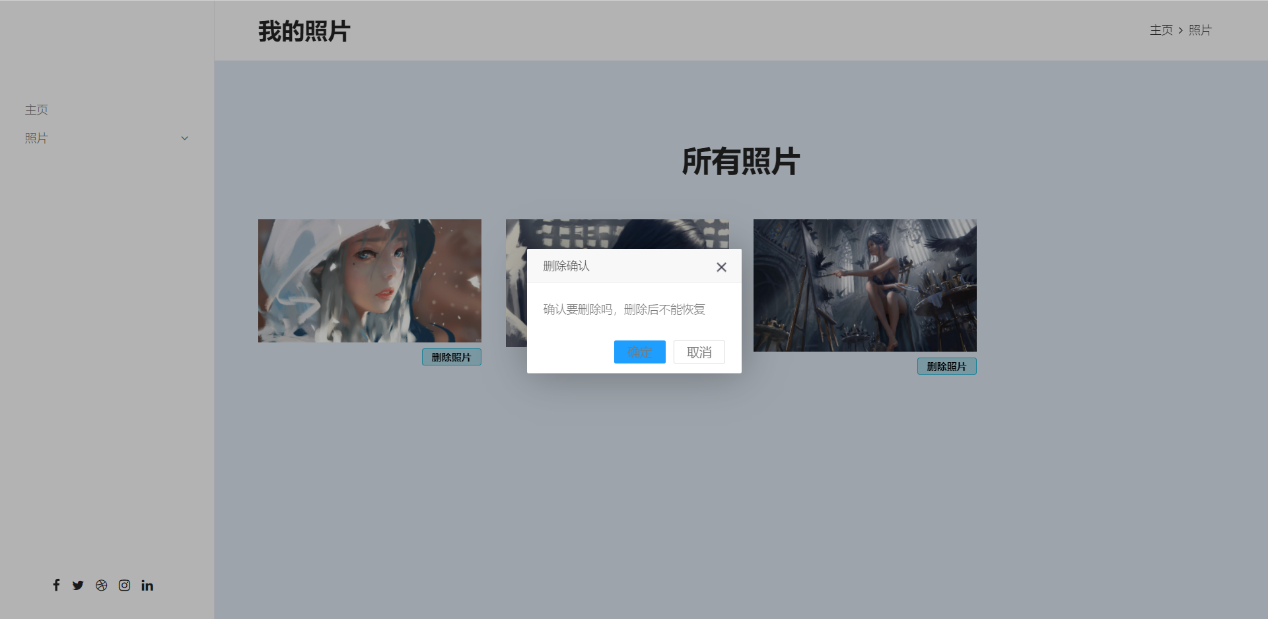 我的照片
主页 > 照片
主页
照片
所有照片
删除确认
确认要删除吗，删除后不能恢复
确定
取消
删除照片
删除照片